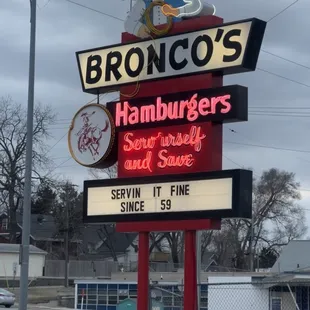 BRONCO'S
Hamburgers
Serv'urself
and Save
SERVIN IT FINE
SINCE 59